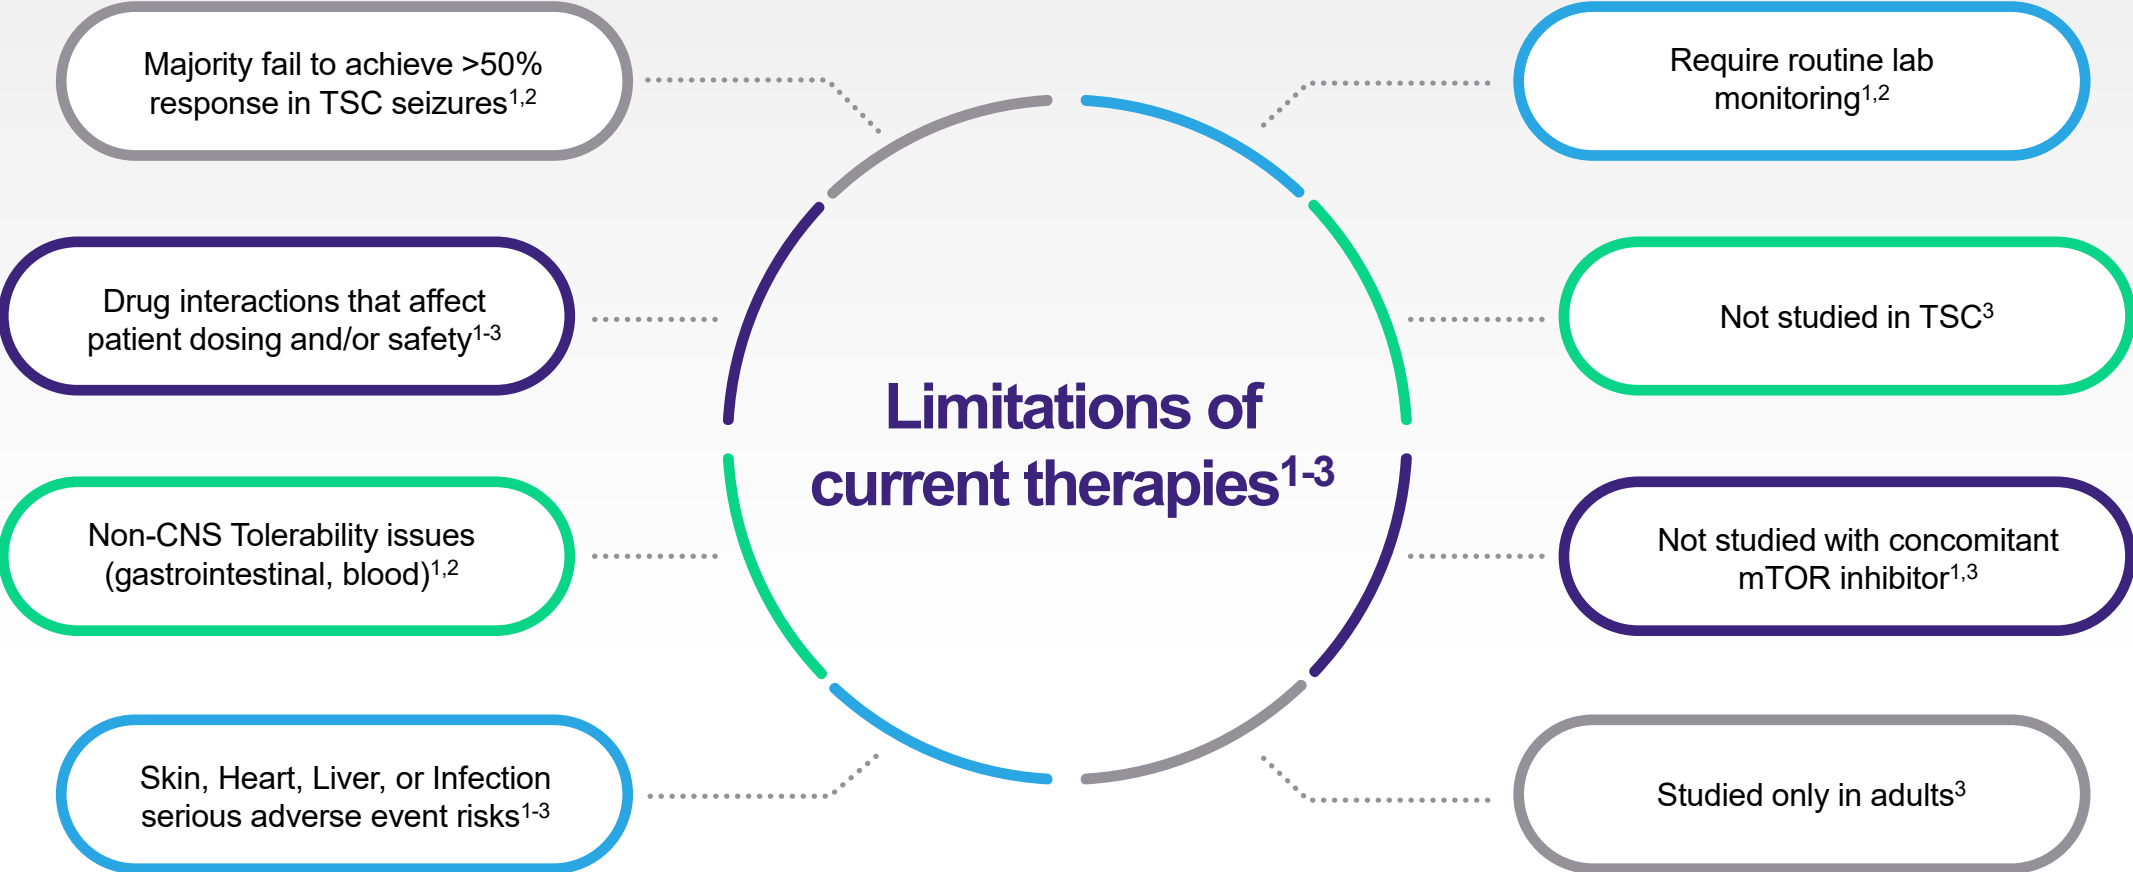 Majority fail to achieve >50%
response in TSC seizures1,2
Drug interactions that affect
patient dosing and/or safety1-3
Non-CNS Tolerability issues
(gastrointestinal, blood)1,2
Skin, Heart, Liver, or Infection
serious adverse event risks1-3
Limitations of
current therapies1-3
Require routine lab
monitoring1,2
Not studied in TSC3
Not studied with concomitant
mTOR inhibitor1,3
Studied only in adults3